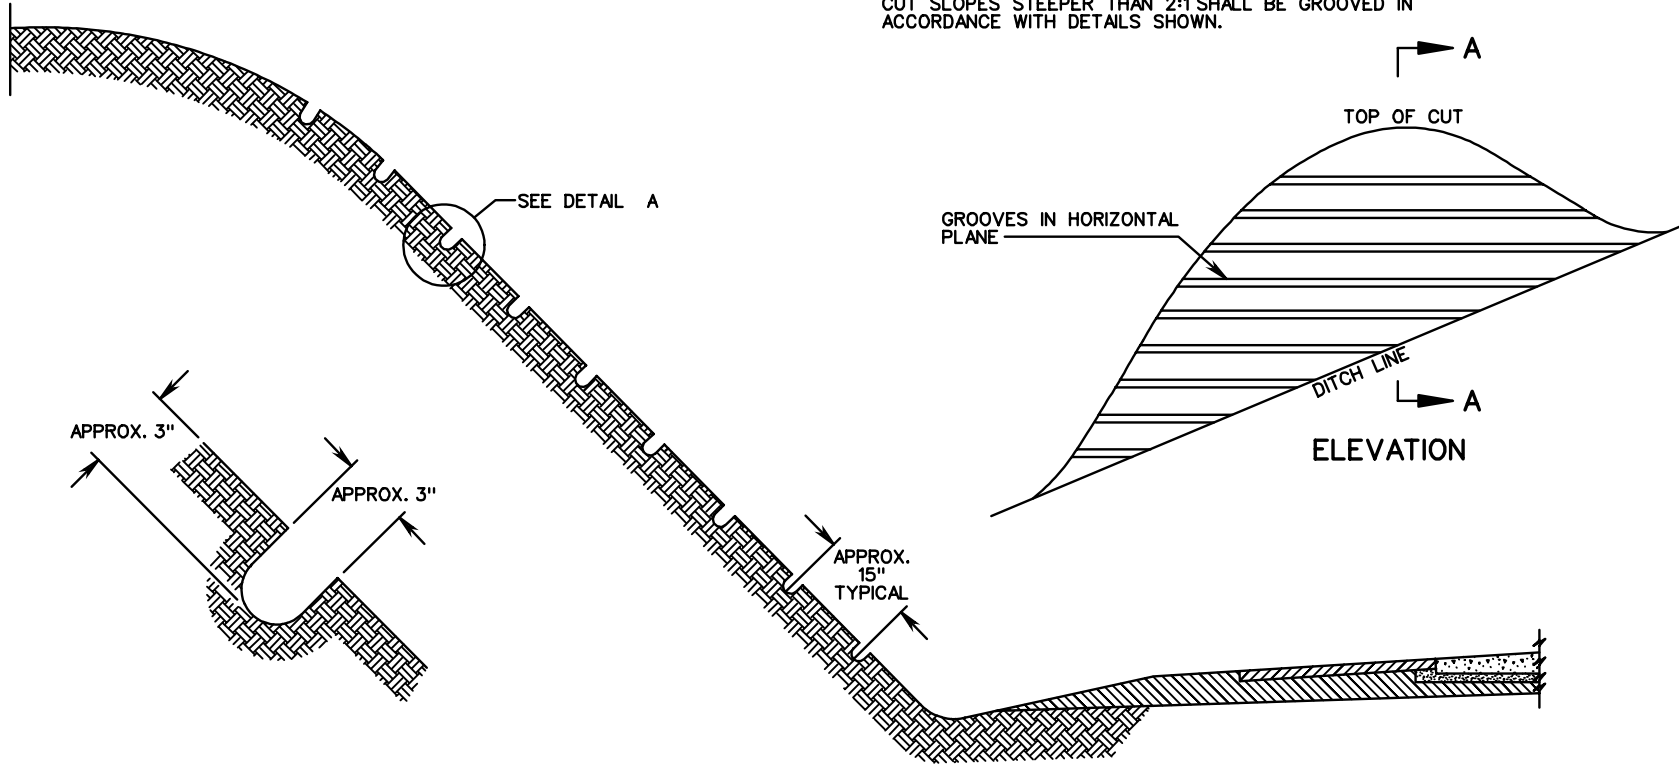 CUT SLOPES STEEPER THAN 2:1 SHALL BE GROOVED IN
ACCORDANCE WITH DETAILS SHOWN.
A
TOP OF CUT
SEE DETAIL A
GROOVES IN HORIZONTAL
PLANE
DITCH LINE
A
ELEVATION
APPROX. 3"
APPROX. 3"
APPROX.
15"
TYPICAL